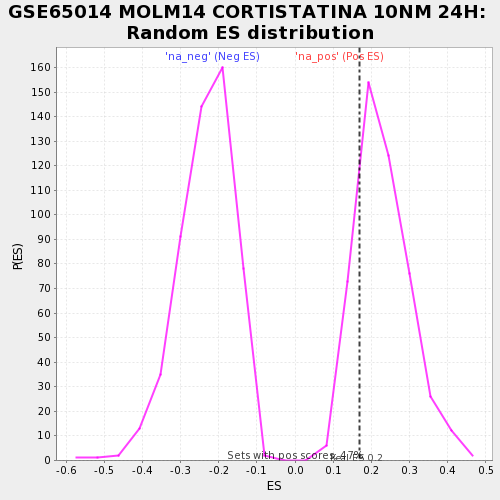 GSE65014 MOLM14 CORTISTATINA 10NM 24H:
Random ES distribution
'na_neg' (Neg ES)
'na_pos' (Pos ES)
160
150
140
130
120
110
100
90
80
70
60
50
40
30
20
10
0
P(ES)
Sets with pos scores: 47%
Real ES 0.2
-0.6 -0.5 -0.4 -0.3 -0.2 -0.1 0.0 0.1 0.2 0.3 0.4 0.5
ES